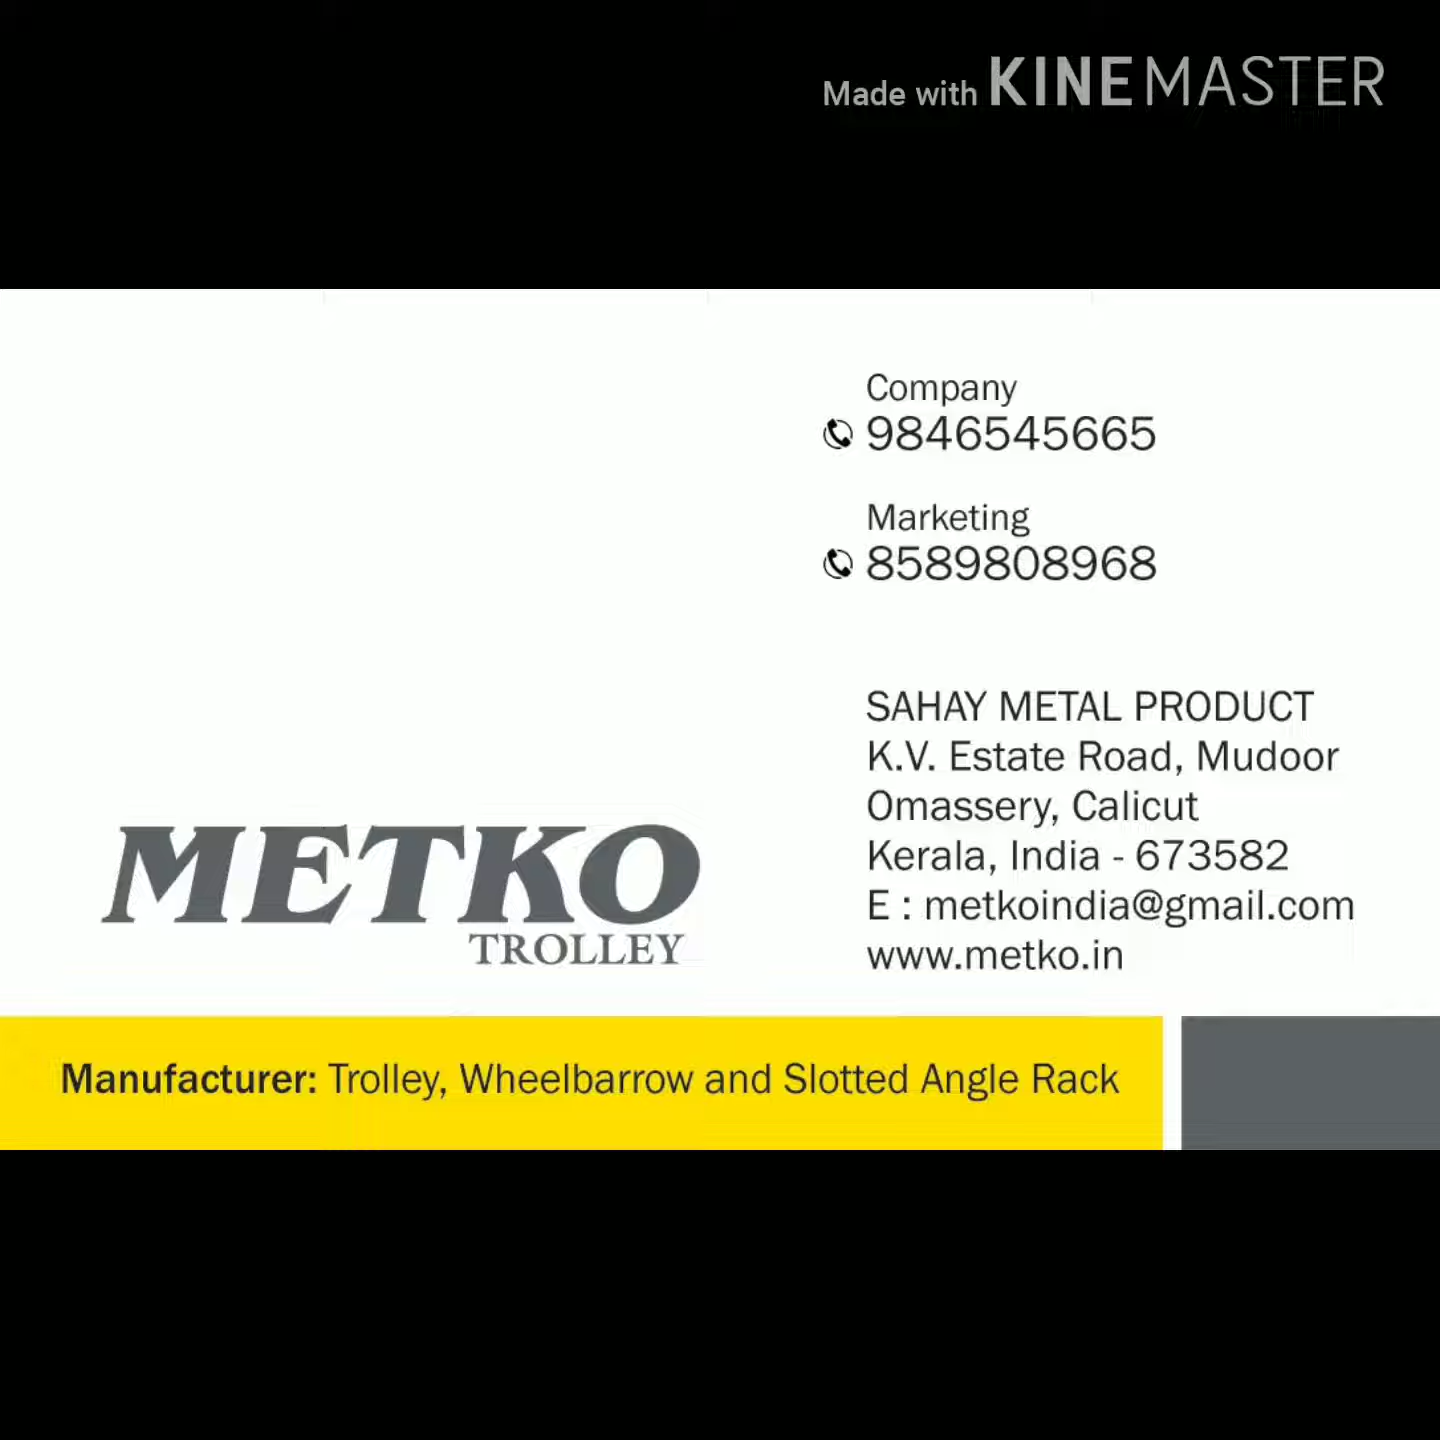 Made with KINEMASTER
Company
9846545665
Marketing
8589808968
SAHAY METAL PRODUCT
K.V. Estate Road, Mudoor
Omassery, Calicut
Kerala, India - 673582
E : metkoindia@gmail.com
www.metko.in
METKO
TROLLEY
Manufacturer: Trolley, Wheelbarrow and Slotted Angle Rack